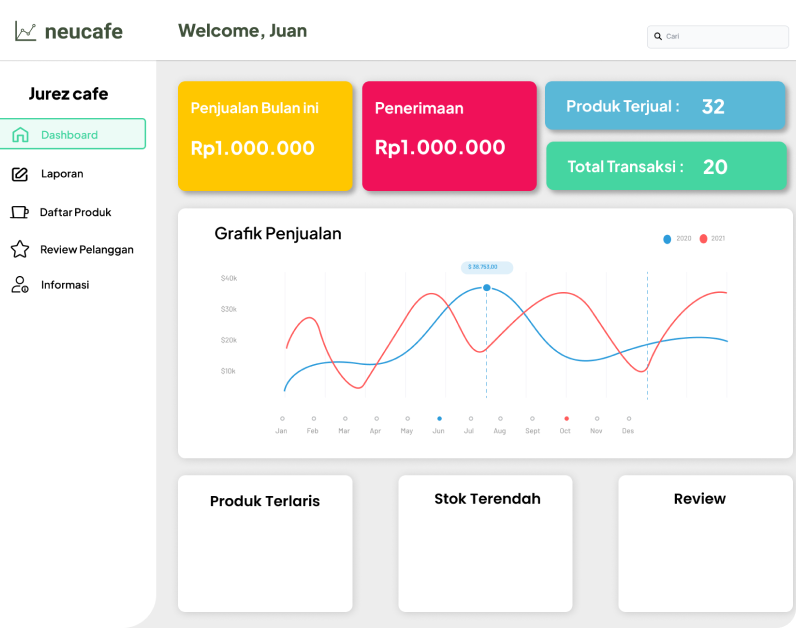 neucafe
Welcome, Juan
Cari
Jurez cafe
Dashboard
Laporan
Daftar Produk
Review Pelanggan
Informasi
Penjualan Bulan ini
Rp1.000.000
Penerimaan
Rp1.000.000
Produk Terjual : 32
Total Transaksi : 20
Grafik Penjualan
2020 2021
$ 38.753,00
$40k
$30k
$20k
$10k
Jan Feb Mar Apr May Jun Jul Aug Sept Oct Nov Des
Produk Terlaris
Stok Terendah
Review